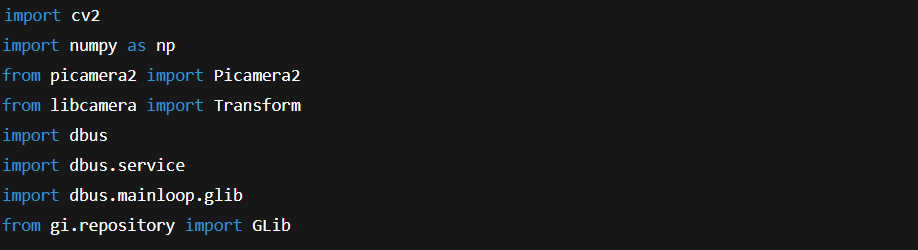 import cv2
import numpy as np
from picamera2 import Picamera2
from libcamera import Transform
import dbus
import dbus.service
import dbus.mainloop.glib
from gi.repository import GLib